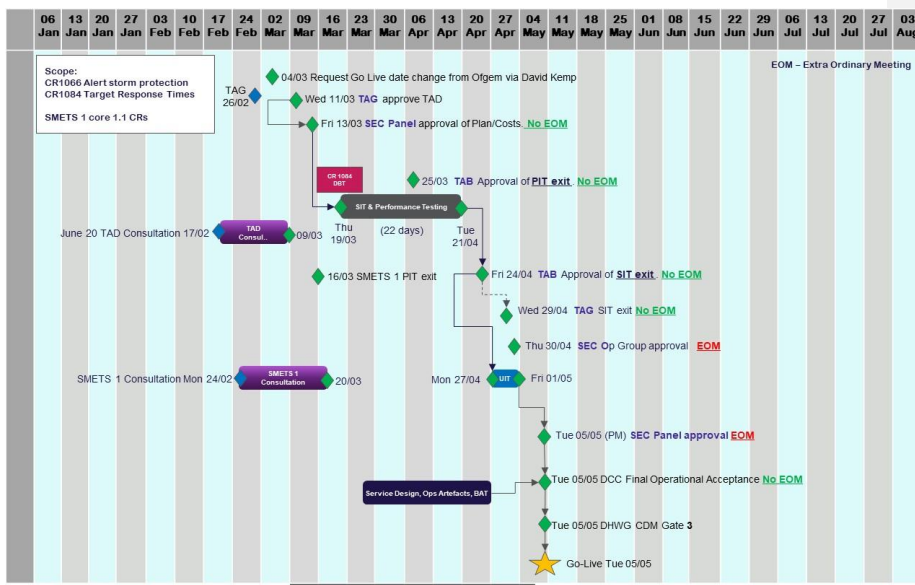 06 13 20 27 03 10 17 24 02 09 16 23 30 06 13 20 27 04 11 18 25 01 08 15 22 29 06 13 20 27 03
Jan Jan Jan Jan Feb Feb Feb Feb Mar Mar Mar Mar Mar Apr Apr Apr Apr May May May May Jun Jun Jun Jun Jun Jul Jul Jul Jul Aug
EOM – Extra Ordinary Meeting
Scope:
CR1066 Alert storm protection
CR1084 Target Response Times
SMETS 1 core 1.1 CRs
04/03 Request Go Live date change from Ofgem via David Kemp
TAG
26/02
Wed 11/03 TAG approve TAD
Fri 13/03 SEC Panel approval of Plan/Costs. No EOM
CR 1084
DBT
25/03 TAB Approval of PIT exit . No EOM
SIT & Performance Testing
Thu
19/03
(22 days)
Tue
21/04
June 20 TAD Consultation 17/02
TAD
Consul..
09/03
16/03 SMETS 1 PIT exit
Fri 24/04 TAB Approval of SIT exit . No EOM
Wed 29/04 TAG SIT exit No EOM
Thu 30/04 SEC Op Group approval EOM
SMETS 1 Consultation Mon 24/02
SMETS 1
Consultation
20/03
Mon 27/04
UIT
Fri 01/05
Tue 05/05 (PM) SEC Panel approval EOM
Service Design, Ops Artefacts, BAT
Tue 05/05 DCC Final Operational Acceptance No EOM
Tue 05/05 DHWG CDM Gate 3
Go-Live Tue 05/05